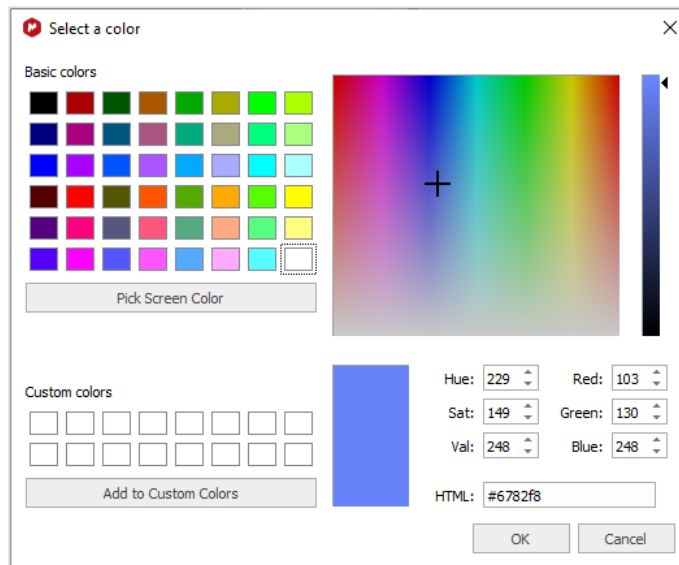 Select a color
Basic colors
Pick Screen Color
Custom colors
Add to Custom Colors
Hue: 229 Red: 103
Sat: 149 Green: 130
Val: 248 Blue: 248
HTML: #6782f8
OK Cancel